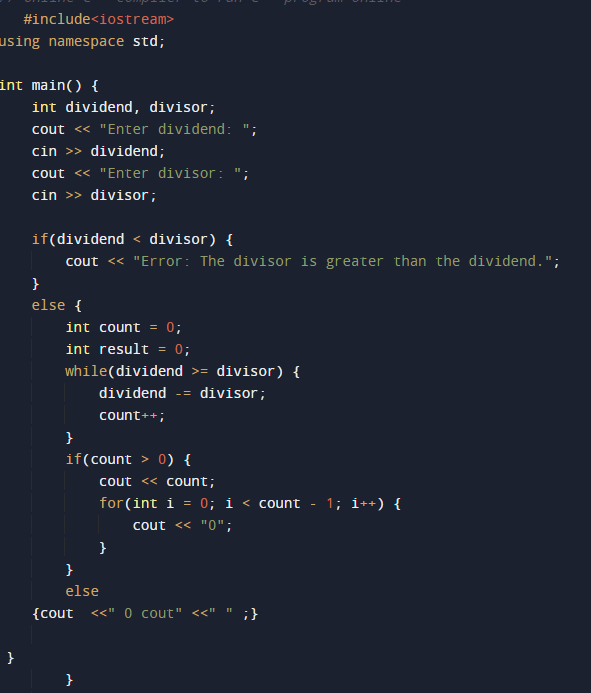 #include<iostream>
using namespace std;
int main() {
int dividend, divisor;
cout << "Enter dividend: ";
cin >> dividend;
cout << "Enter divisor: ";
cin >> divisor;
if(dividend < divisor) {
cout << "Error: The divisor is greater than the dividend.";
}
else {
int count = 0;
int result = 0;
while(dividend >= divisor) {
dividend -= divisor;
count++;
}
if(count > 0) {
cout << count;
for(int i = 0; i < count - 1; i++) {
cout << "0";
}
}
else
{cout  <<" 0 cout" <<" " ;}
}
}